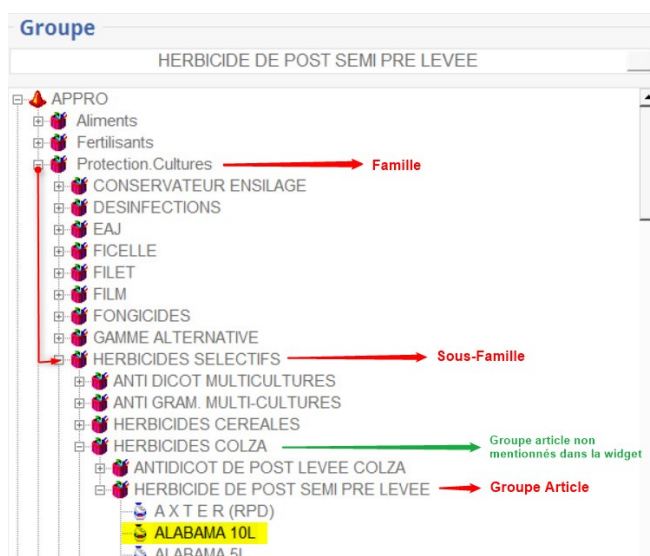 Groupe
HERBICIDE DE POST SEMI PRE LEVEE
APPRO
Aliments
Fertilisants
Protection.Cultures
Famille
CONSERVATEUR ENSILAGE
DESINFECTIONS
EAJ
FICELLE
FILET
FILM
FONGICIDES
GAMME ALTERNATIVE
HERBICIDES SELECTIFS
Sous-Famille
ANTI DICOT MULTICULTURES
ANTI GRAM. MULTI-CULTURES
HERBICIDES CEREALES
HERBICIDES COLZA
Groupe article non
mentionnés dans la widget
ANTIDICOT DE POST LEVEE COLZA
HERBICIDE DE POST SEMI PRE LEVEE
Groupe Article
A X T E R (RPD)
ALABAMA 10L
ALABAMA 5L